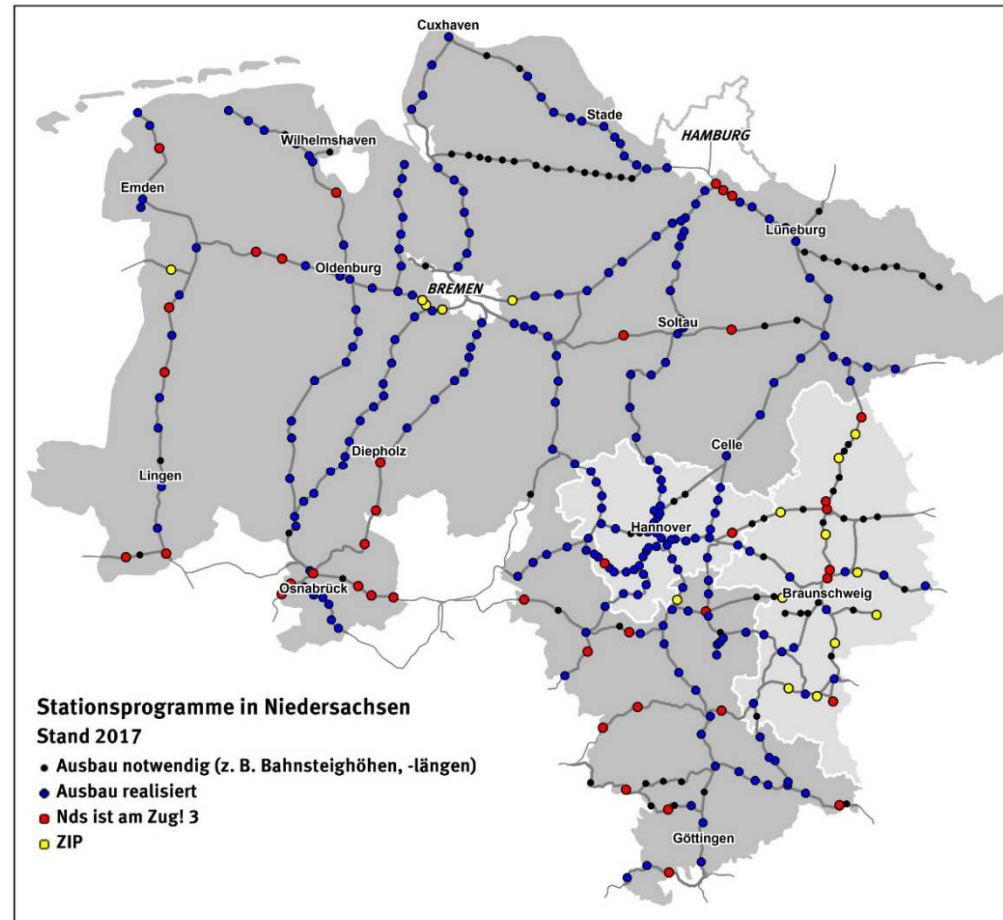 Cuxhaven
Stade
HAMBURG
Wilhelmshaven
Emden
Lüneburg
Oldenburg
BREMEN
Soltau
Diepholz
Celle
Lingen
Hannover
Osnabrück
Braunschweig
Göttingen
Stationsprogramme in Niedersachsen
Stand 2017
Ausbau notwendig (z. B. Bahnsteighöhen, -längen)
Ausbau realisiert
Nds ist am Zug! 3
ZIP